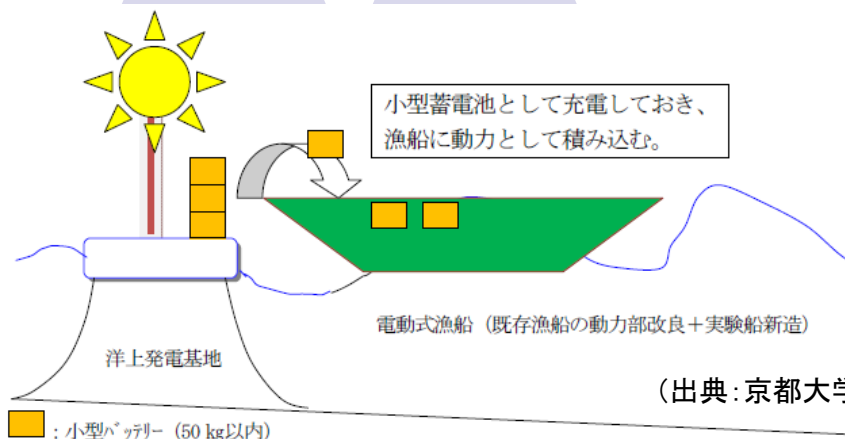 小型蓄電池として充電しておき、
漁船に動力として積み込む。
電動式漁船（既存漁船の動力部改良＋実験船新造）
洋上発電基地
（出典：京都大学
：小型ﾊﾞｯﾃﾘｰ（50 kg以内）